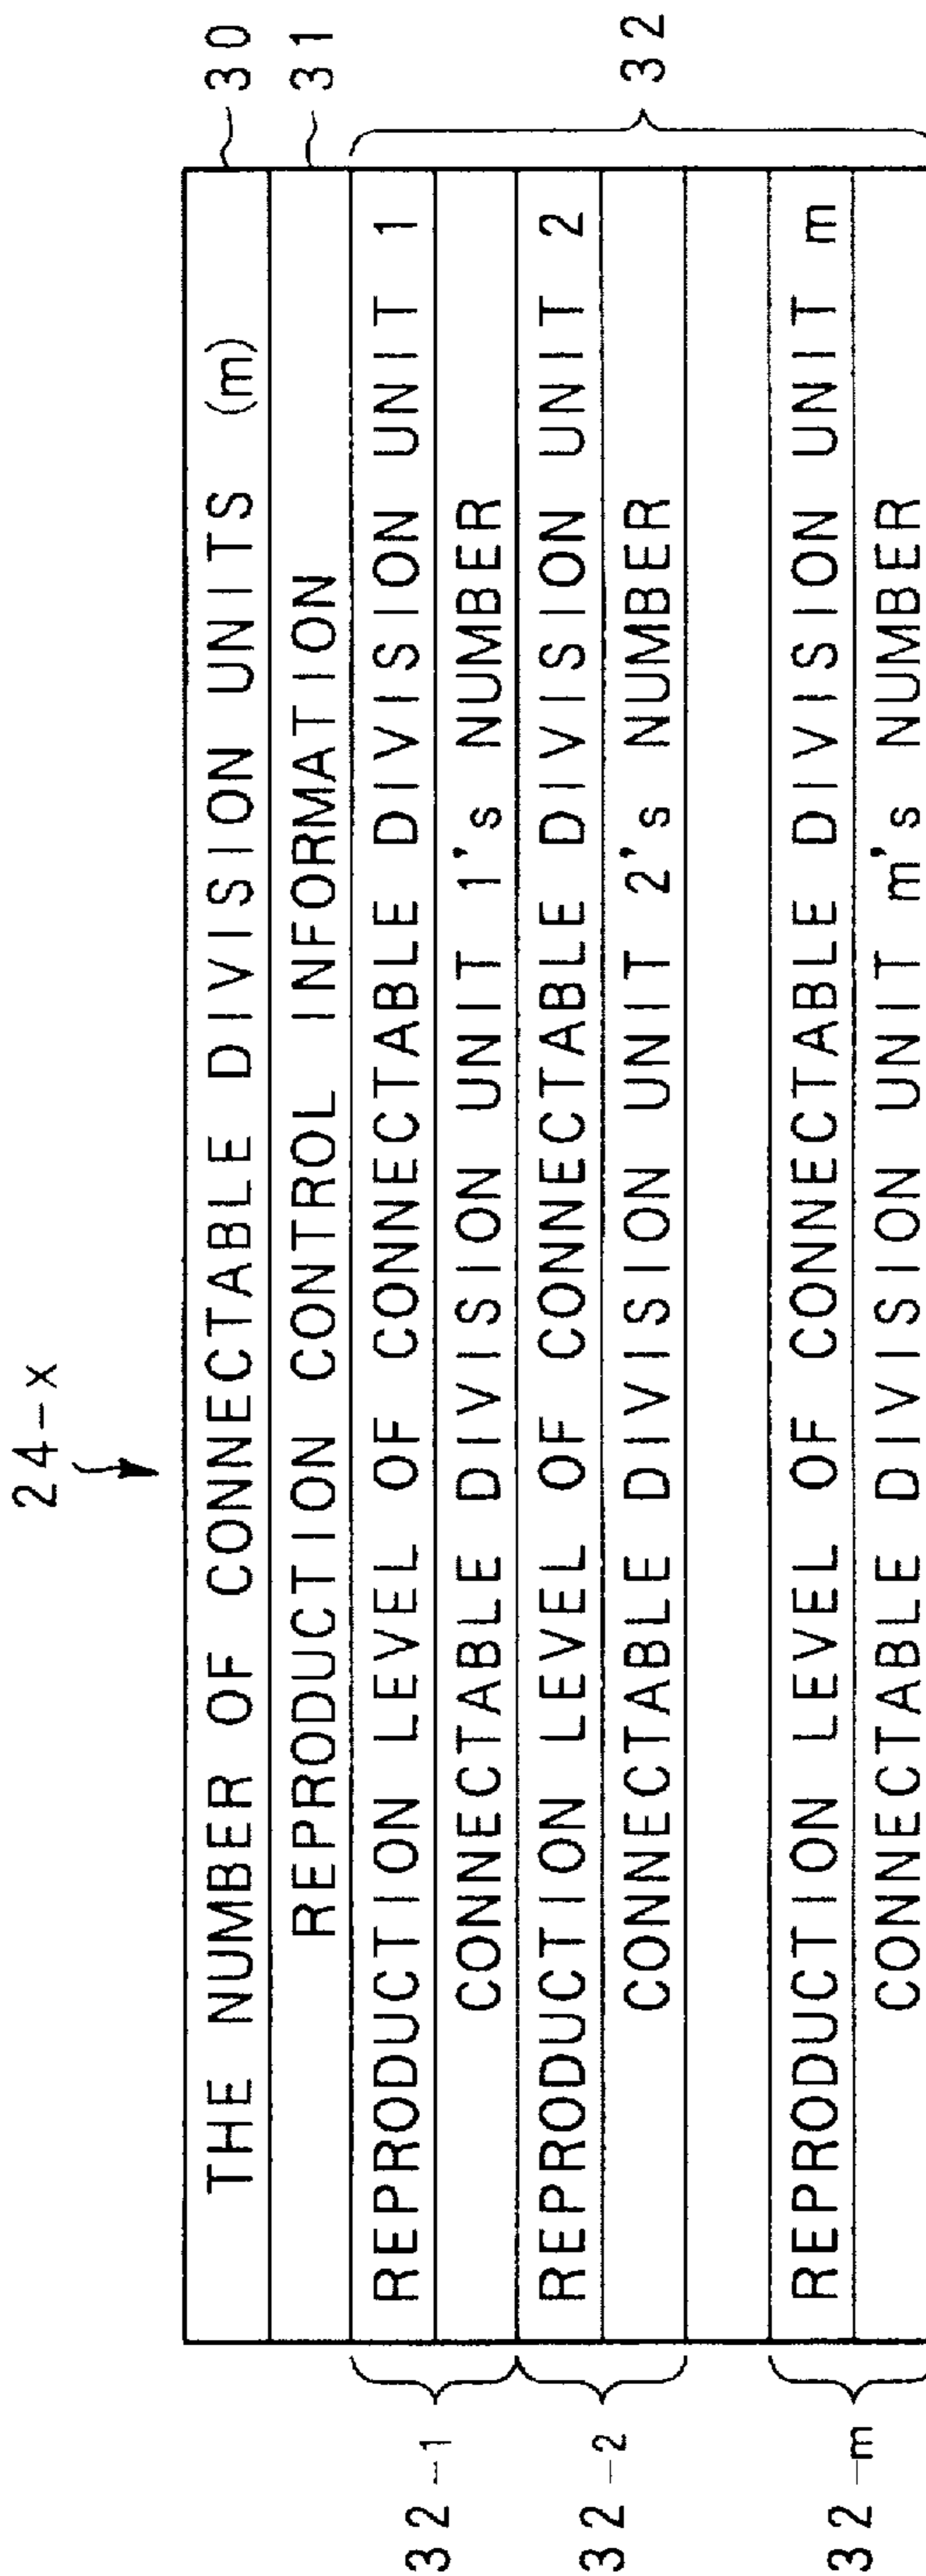 24-x
THE NUMBER OF CONNECTABLE DIVISION UNITS (m) 30
REPRODUCTION CONTROL INFORMATION 31
REPRODUCTION LEVEL OF CONNECTABLE DIVISION UNIT 1
32-1
CONNECTABLE DIVISION UNIT 1's NUMBER
REPRODUCTION LEVEL OF CONNECTABLE DIVISION UNIT 2
32-2
CONNECTABLE DIVISION UNIT 2's NUMBER
32
REPRODUCTION LEVEL OF CONNECTABLE DIVISION UNIT m
32-m
CONNECTABLE DIVISION UNIT m's NUMBER